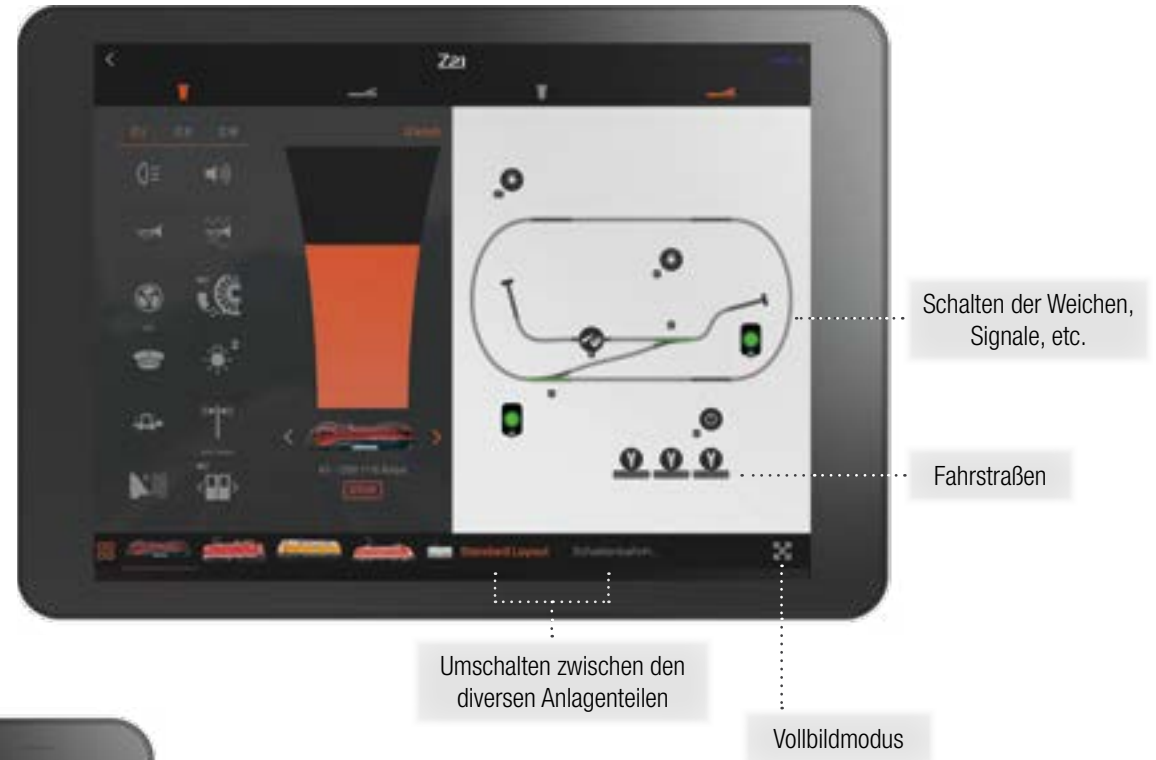 Z21
Standard Layout
Schalten der Weichen,
Signale, etc.
Fahrstraßen
Umschalten zwischen den
diversen Anlagenteilen
Vollbildmodus